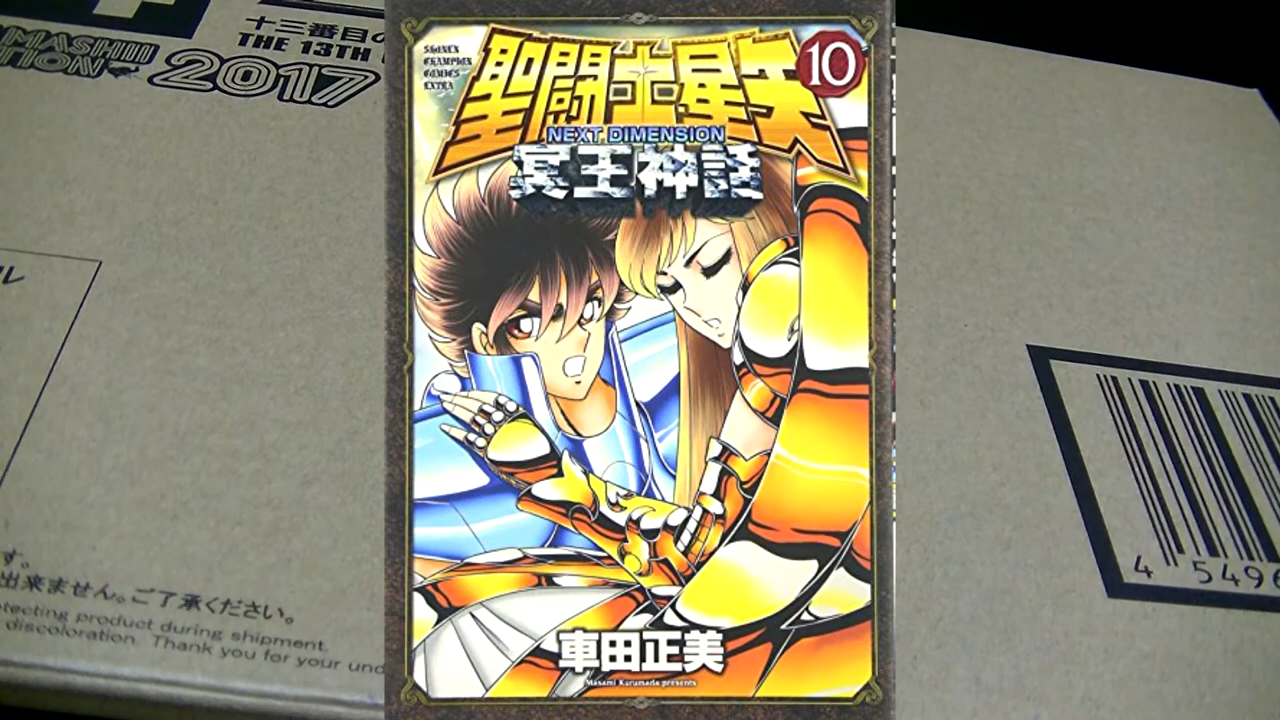 十三番目の
MASHII
TION
THE 13TH
2017
ル
す。
出来ません。ご了承ください。
otecting product during shipment.
discoloration. Thank you for your und
SHONEN
CHAMPION
COMICS
EXTRA
聖闘士星矢
10
NEXT DIMENSION
冥王神話
車田正美
Masami Kurumada presents
4 5496